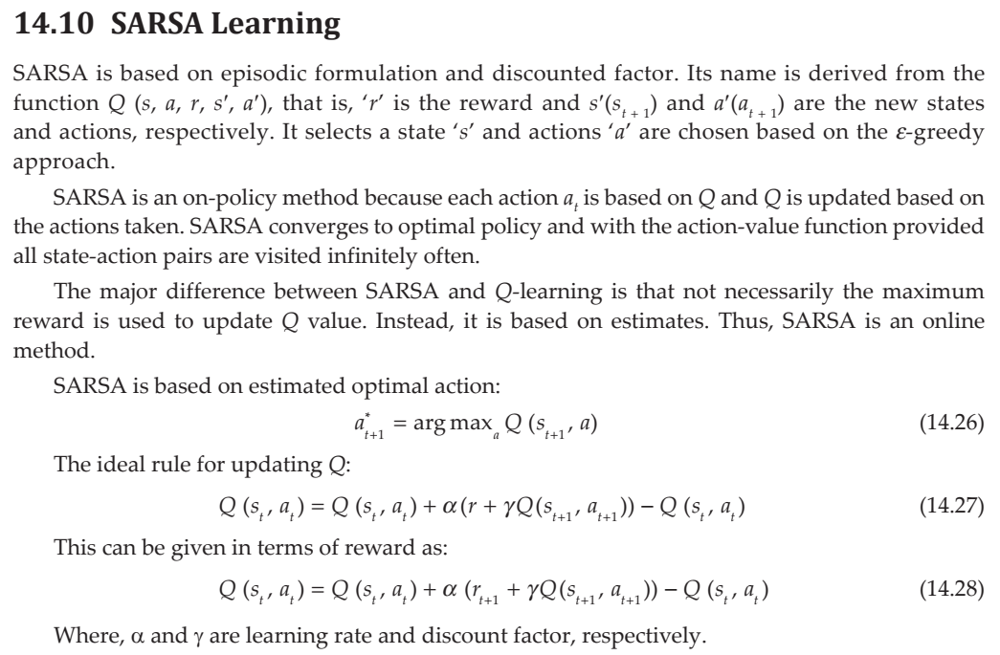 14.10 SARSA Learning
SARSA is based on episodic formulation and discounted factor. Its name is derived from the
function Q (s, a, r, s′, a′), that is, ‘r’ is the reward and s′(s_{t + 1}) and a′(a_{t + 1}) are the new states
and actions, respectively. It selects a state ‘s’ and actions ‘a’ are chosen based on the ε-greedy
approach.
SARSA is an on-policy method because each action a_t is based on Q and Q is updated based on
the actions taken. SARSA converges to optimal policy and with the action-value function provided
all state-action pairs are visited infinitely often.
The major difference between SARSA and Q-learning is that not necessarily the maximum
reward is used to update Q value. Instead, it is based on estimates. Thus, SARSA is an online
method.
SARSA is based on estimated optimal action:
a*_{t+1} = arg max_a Q (s_{t+1}, a) (14.26)
The ideal rule for updating Q:
Q (s_t, a_t) = Q (s_t, a_t) + α(r + γQ(s_{t+1}, a_{t+1})) − Q (s_t, a_t) (14.27)
This can be given in terms of reward as:
Q (s_t, a_t) = Q (s_t, a_t) + α (r_{t+1} + γQ(s_{t+1}, a_{t+1})) − Q (s_t, a_t) (14.28)
Where, α and γ are learning rate and discount factor, respectively.